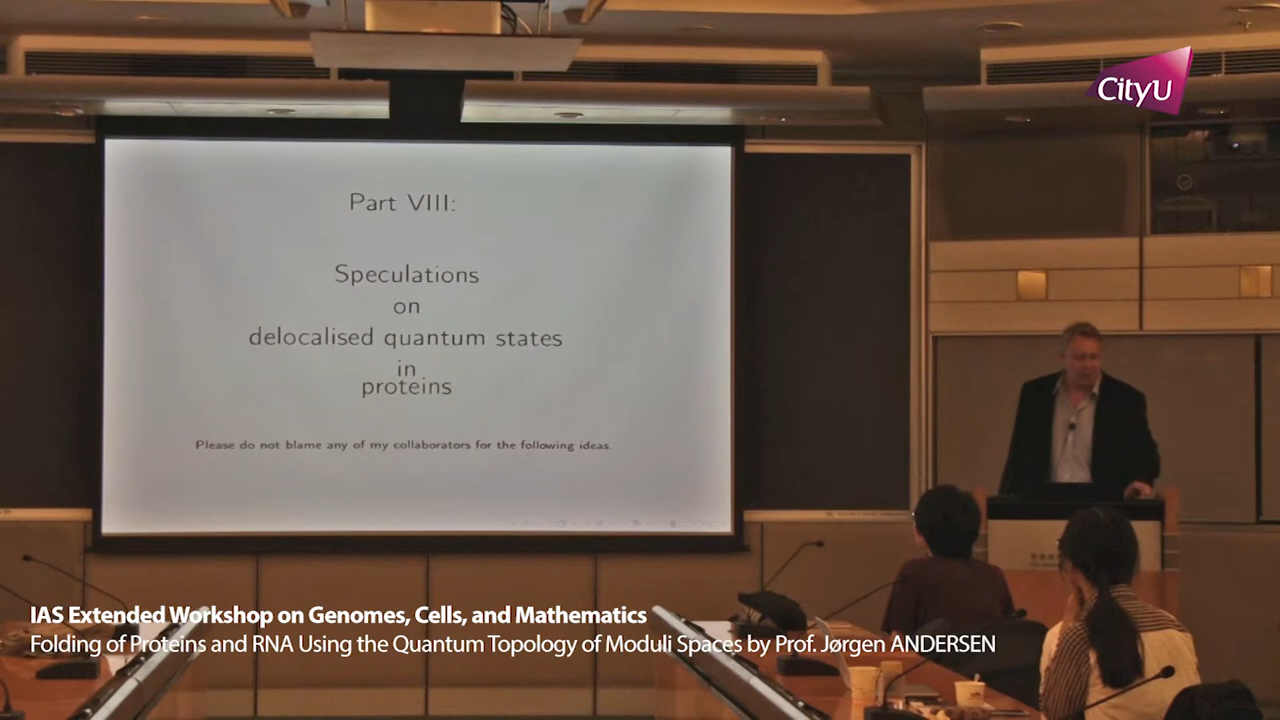 CityU
Part VIII:
Speculations
on
delocalised quantum states
in
proteins
Please do not blame any of my collaborators for the following ideas.
IAS Extended Workshop on Genomes, Cells, and Mathematics
Folding of Proteins and RNA Using the Quantum Topology of Moduli Spaces by Prof. Jørgen ANDERSEN